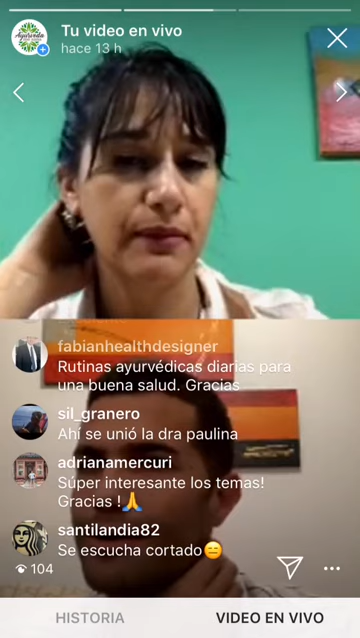 Tu video en vivo
hace 13 h
Ayurveda
fabianhealthdesigner
Rutinas ayurvédicas diarias para
una buena salud. Gracias
sil_granero
Ahí se unió la dra paulina
adrianamercuri
Súper interesante los temas!
Gracias !🙏
santilandia82
Se escucha cortado😑
104
HISTORIA
VIDEO EN VIVO